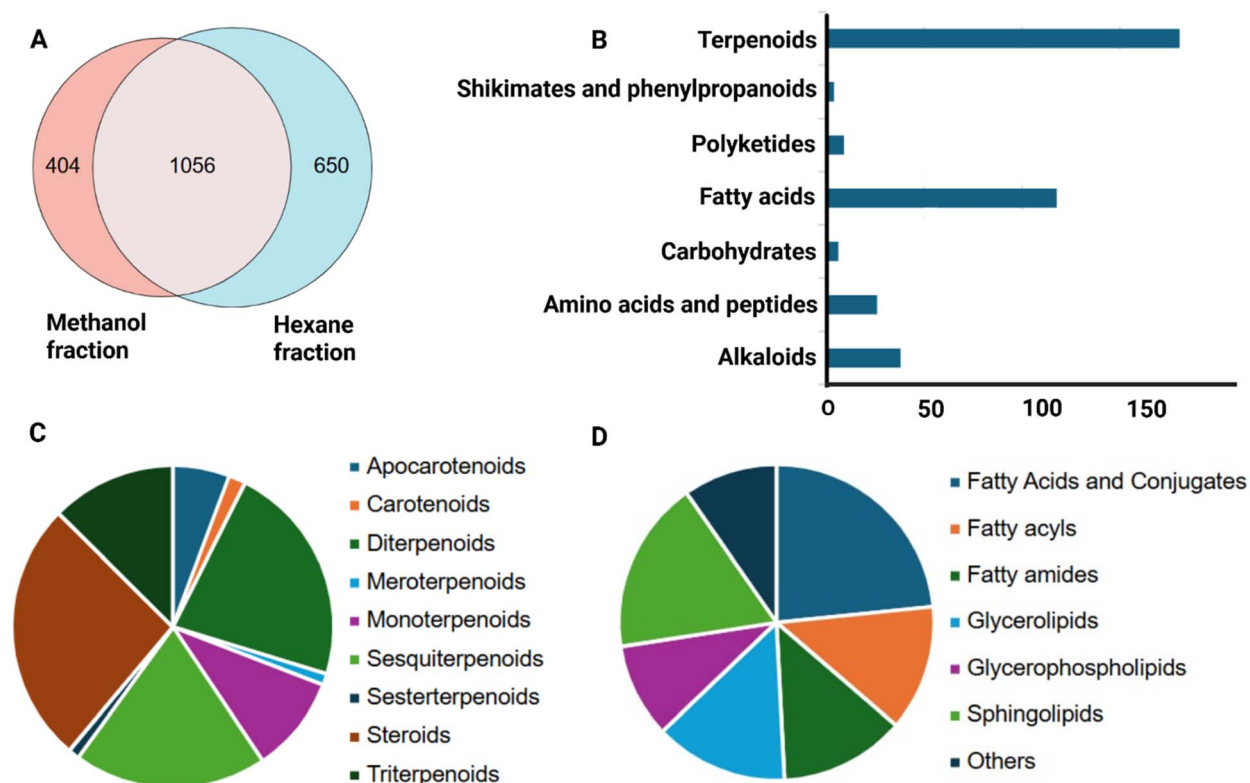 A
404
1056
650
Methanol
fraction
Hexane
fraction
B
Terpenoids
Shikimates and phenylpropanoids
Polyketides
Fatty acids
Carbohydrates
Amino acids and peptides
Alkaloids
0 50 100 150
C
Apocarotenoids
Carotenoids
Diterpenoids
Meroterpenoids
Monoterpenoids
Sesquiterpenoids
Sesterterpenoids
Steroids
Triterpenoids
D
Fatty Acids and Conjugates
Fatty acyls
Fatty amides
Glycerolipids
Glycerophospholipids
Sphingolipids
Others